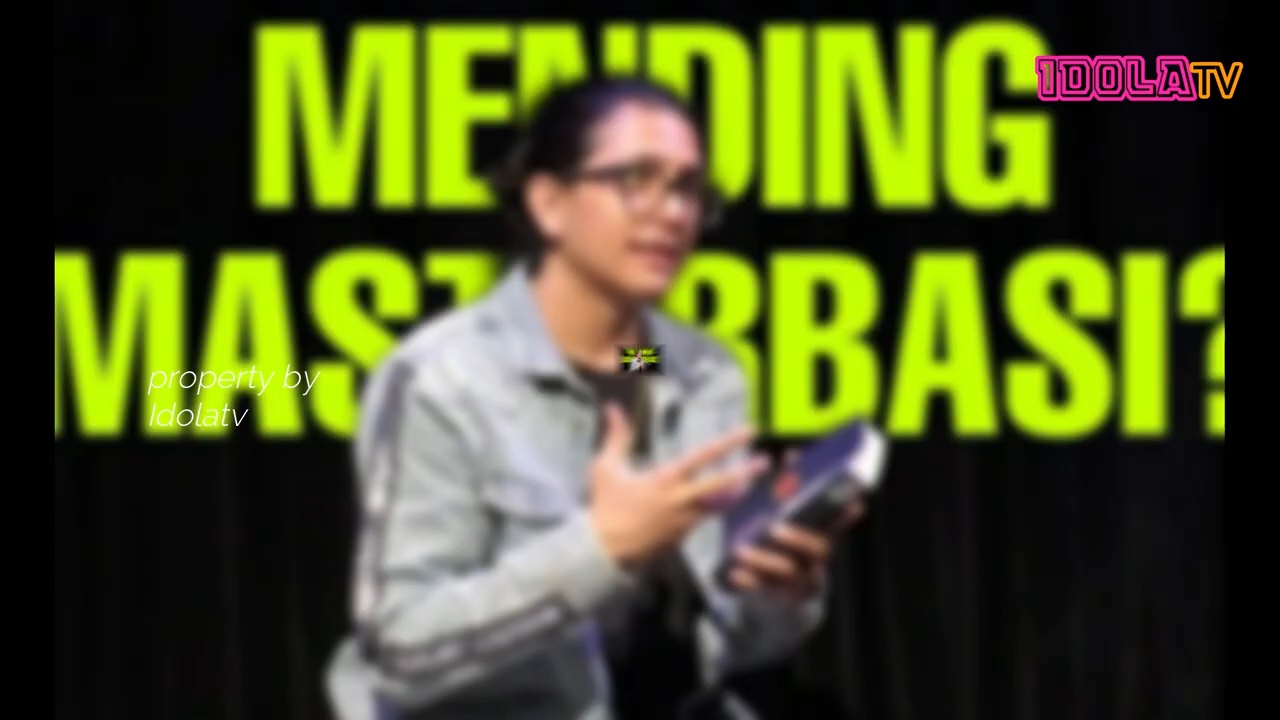 MENDING
IDOLATV
MASTURBASI?
property by
Idolatv